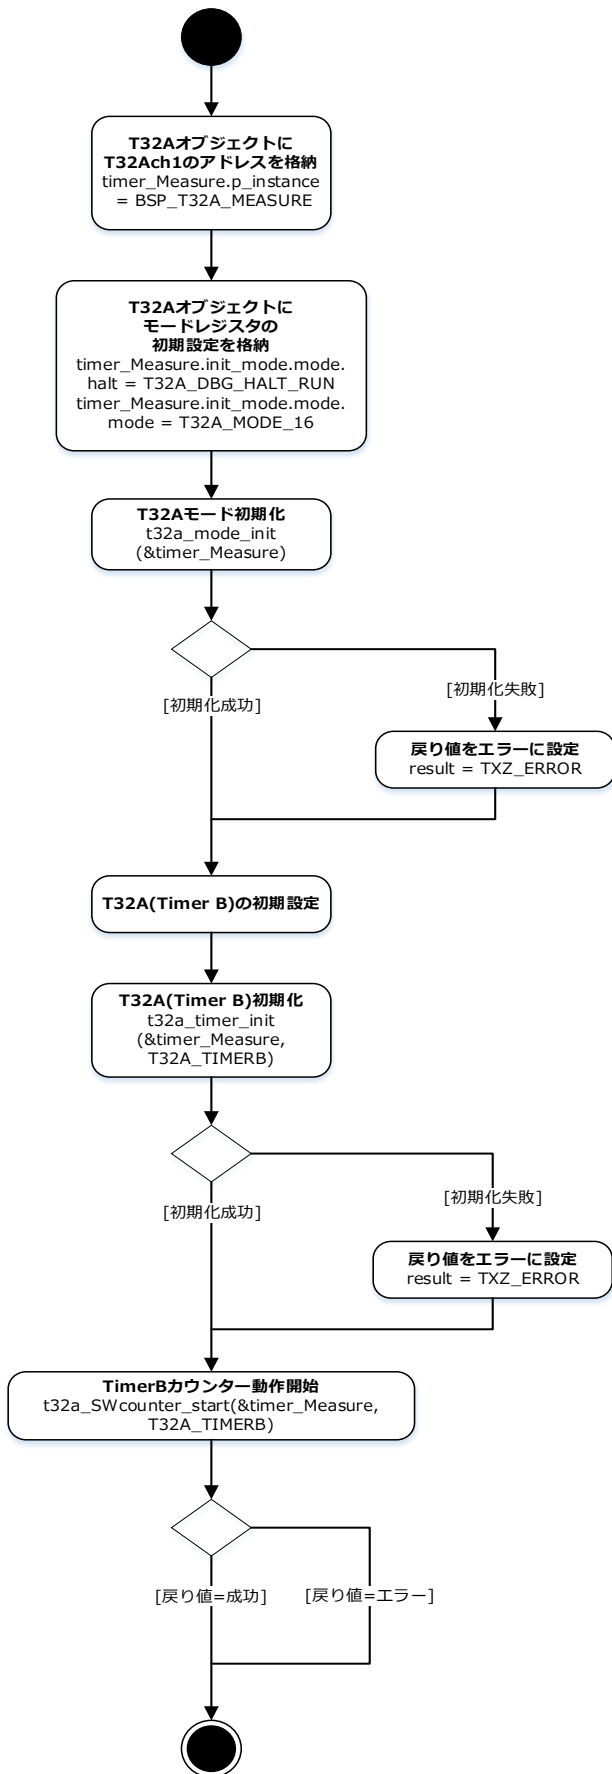 T32Aオブジェクトに
T32Ach1のアドレスを格納
timer_Measure.p_instance
= BSP_T32A_MEASURE
T32Aオブジェクトに
モードレジスタの
初期設定を格納
timer_Measure.init_mode.mode.
halt = T32A_DBG_HALT_RUN
timer_Measure.init_mode.mode.
mode = T32A_MODE_16
T32Aモード初期化
t32a_mode_init
(&timer_Measure)
[初期化失敗]
[初期化成功]
戻り値をエラーに設定
result = TXZ_ERROR
T32A(Timer B)の初期設定
T32A(Timer B)初期化
t32a_timer_init
(&timer_Measure,
T32A_TIMERB)
[初期化失敗]
[初期化成功]
戻り値をエラーに設定
result = TXZ_ERROR
TimerBカウンター動作開始
t32a_SWcounter_start(&timer_Measure,
T32A_TIMERB)
[戻り値=成功]
[戻り値=エラー]